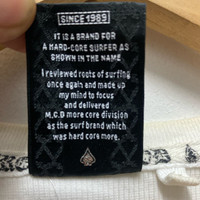 SINCE 1989
IT IS A BRAND FOR
A HARD-CORE SURFER AS
SHOWN IN THE NAME
I reviewed roots of surfing
once again and made up
my mind to focus
and delivered
M.C.D more core division
as the surf brand which
was hard core more.